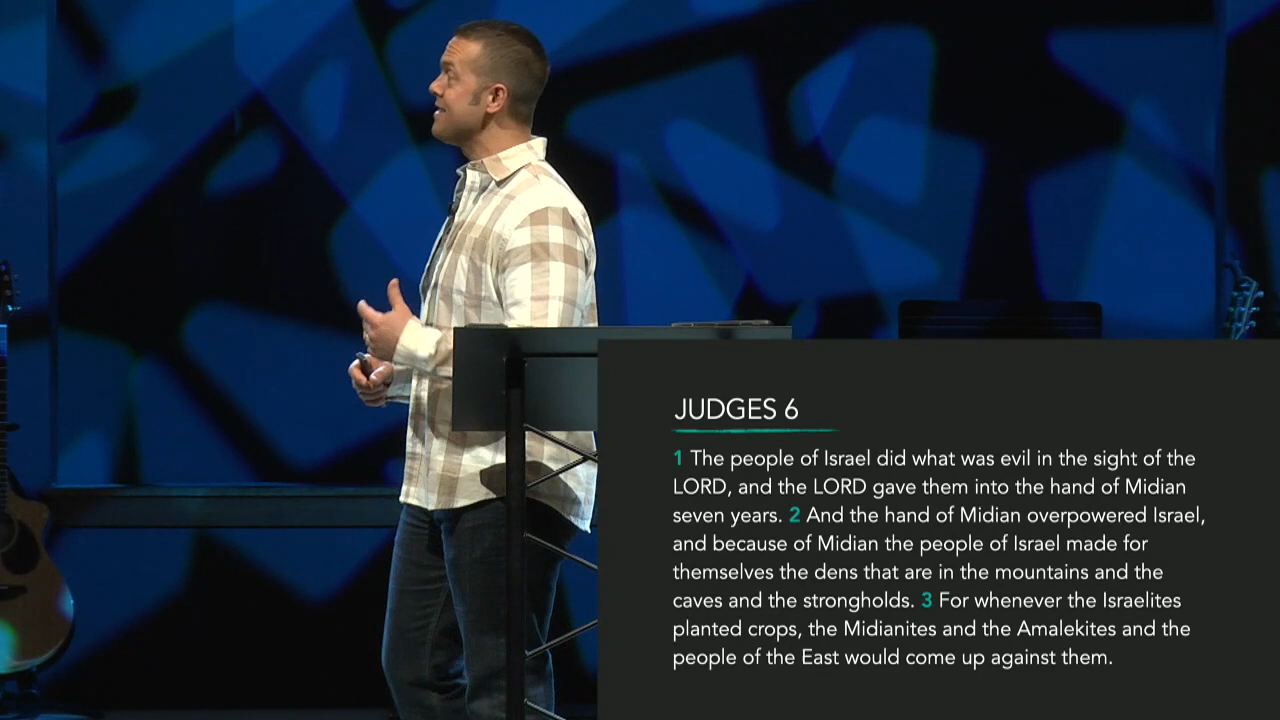 JUDGES 6
1 The people of Israel did what was evil in the sight of the
LORD, and the LORD gave them into the hand of Midian
seven years. 2 And the hand of Midian overpowered Israel,
and because of Midian the people of Israel made for
themselves the dens that are in the mountains and the
caves and the strongholds. 3 For whenever the Israelites
planted crops, the Midianites and the Amalekites and the
people of the East would come up against them.